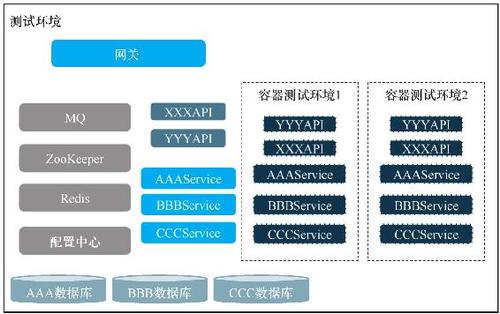 测试环境
网关
MQ
ZooKeeper
Redis
配置中心
XXXAPI
YYYAPI
AAAService
BBBService
CCCService
容器测试环境1
YYYAPI
XXXAPI
AAAService
BBBService
CCCService
容器测试环境2
YYYAPI
XXXAPI
AAAService
BBBService
CCCService
AAA数据库
BBB数据库
CCC数据库